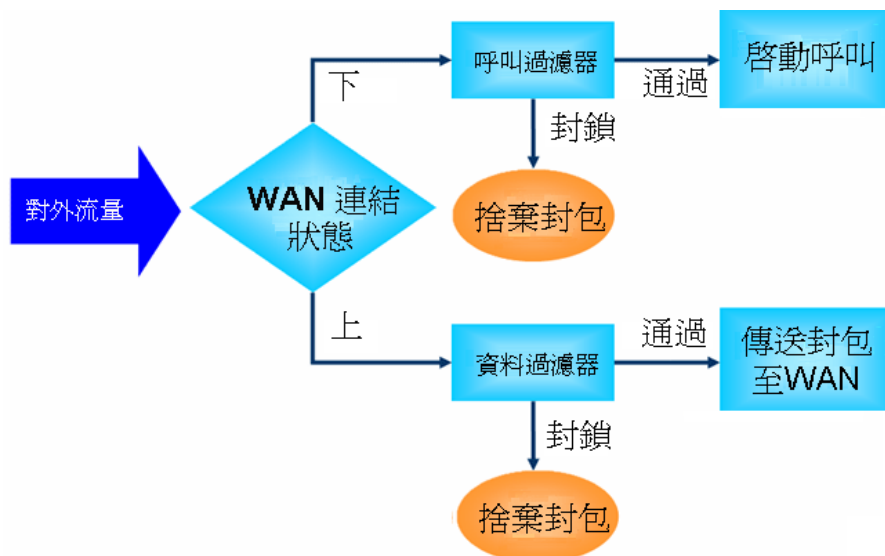 呼叫過濾器
啓動呼叫
下
通過
封鎖
對外流量
WAN 連結
狀態
捨棄封包
上
通過
傳送封包
至WAN
資料過濾器
封鎖
捨棄封包